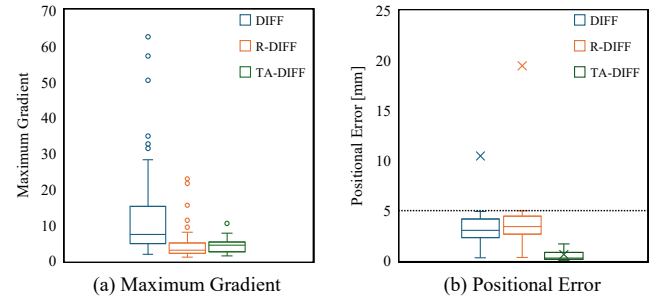 70
60
50
40
30
20
10
0
Maximum Gradient
DIFF
R-DIFF
TA-DIFF
(a) Maximum Gradient
25
20
15
10
5
0
Positional Error [mm]
DIFF
R-DIFF
TA-DIFF
(b) Positional Error